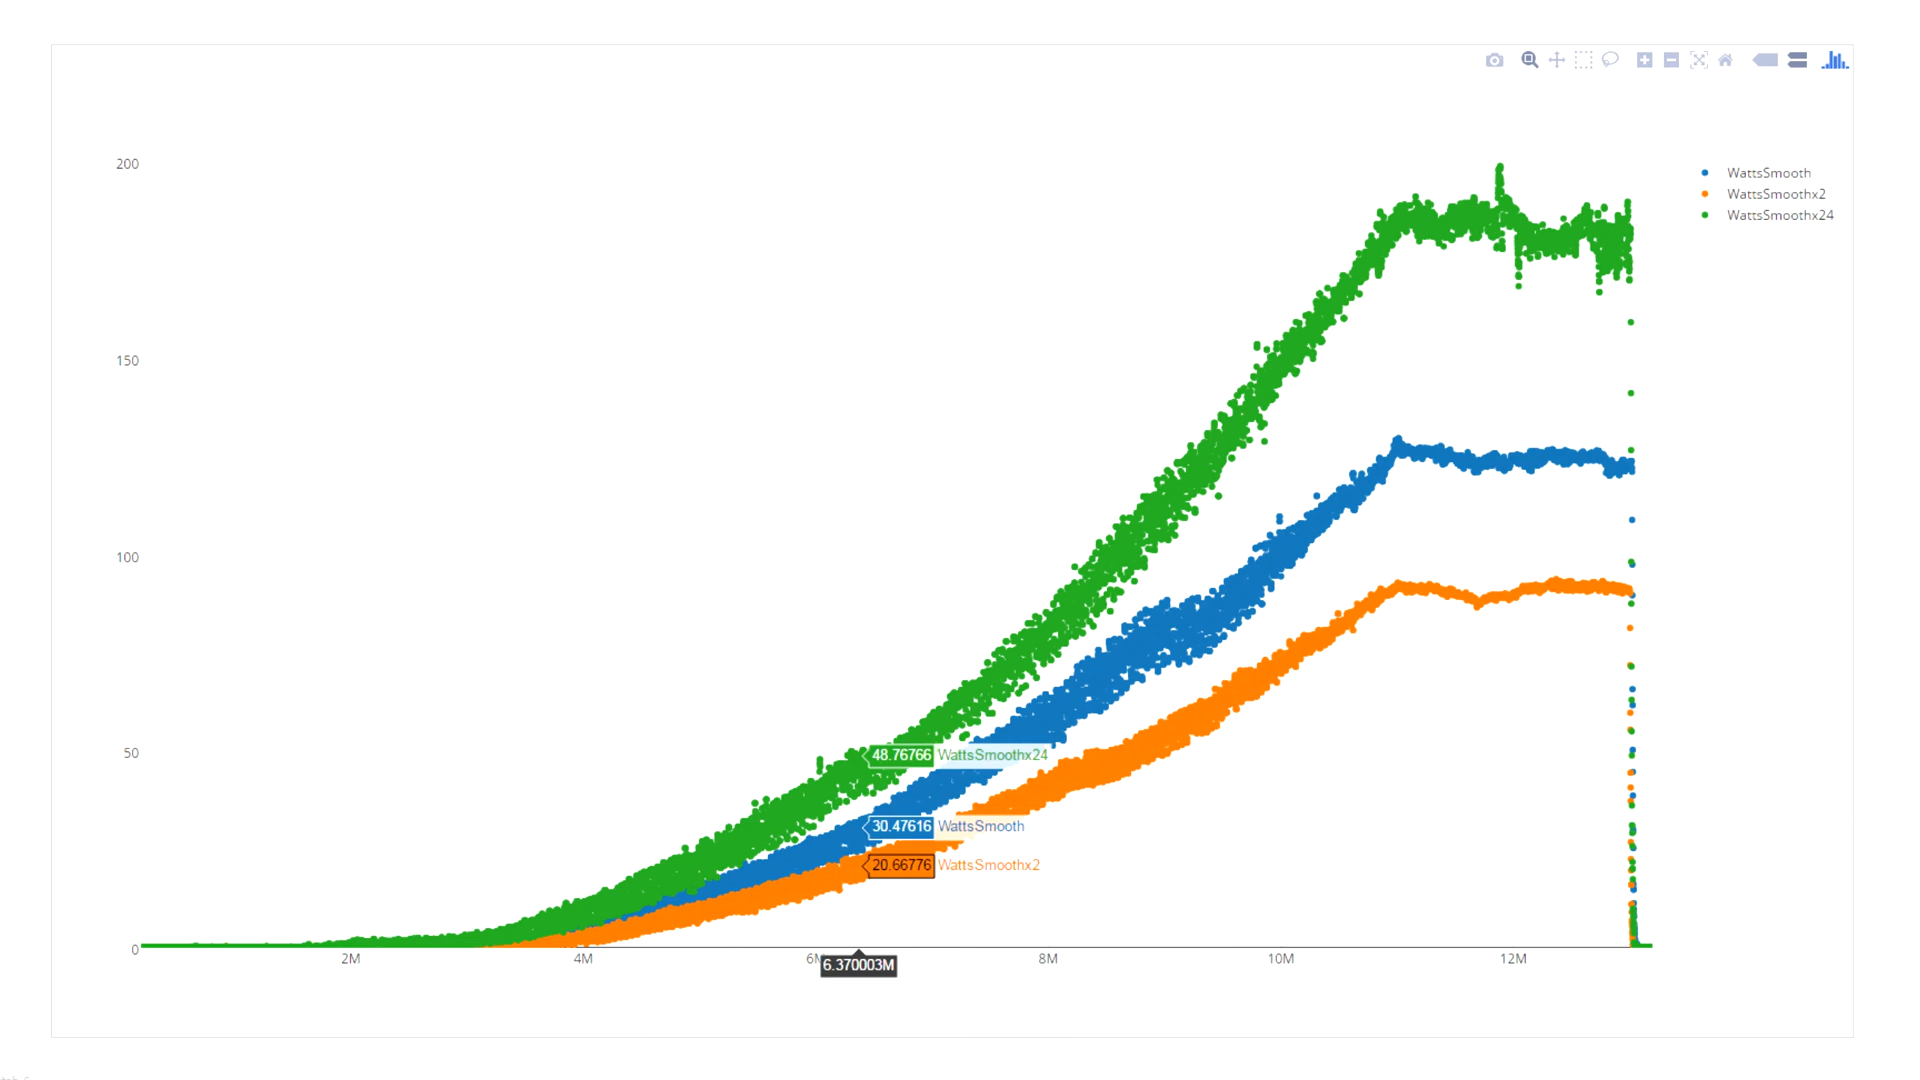 200
150
100
50
0
WattsSmooth
WattsSmoothx2
WattsSmoothx24
48.76766 WattsSmoothx24
30.47616 WattsSmooth
20.66776 WattsSmoothx2
2M 4M 8M 10M 12M
6.370003M